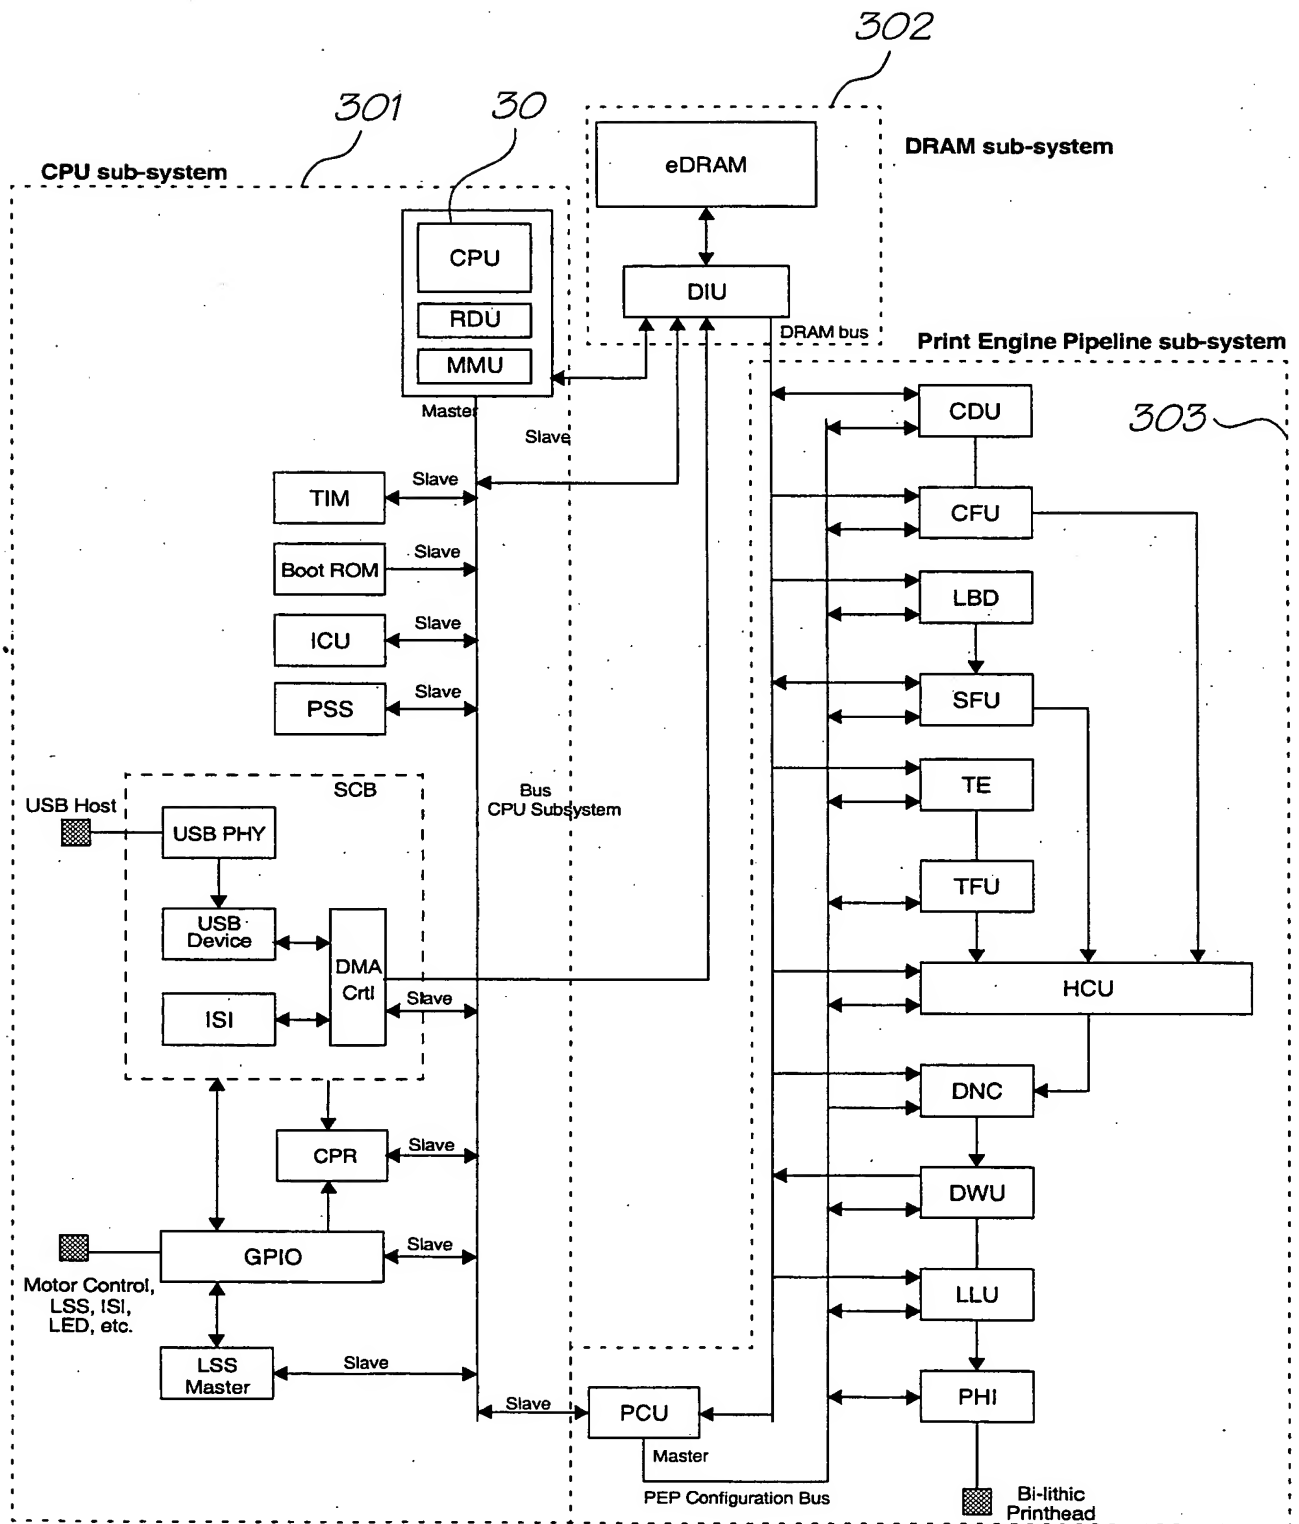 302
301
30
CPU sub-system
DRAM sub-system
eDRAM
CPU
RDU
MMU
DIU
DRAM bus
Print Engine Pipeline sub-system
Master
Slave
303
CDU
TIM
Slave
CFU
Boot ROM
Slave
LBD
ICU
Slave
PSS
Slave
SFU
SCB
Bus
CPU Subsystem
TE
USB Host
USB PHY
TFU
USB
Device
DMA
Crtl
Slave
ISI
HCU
DNC
CPR
Slave
DWU
GPIO
Slave
Motor Control,
LSS, ISI,
LED, etc.
LLU
LSS
Master
Slave
PHI
Slave
PCU
Master
PEP Configuration Bus
Bi-lithic
Printhead